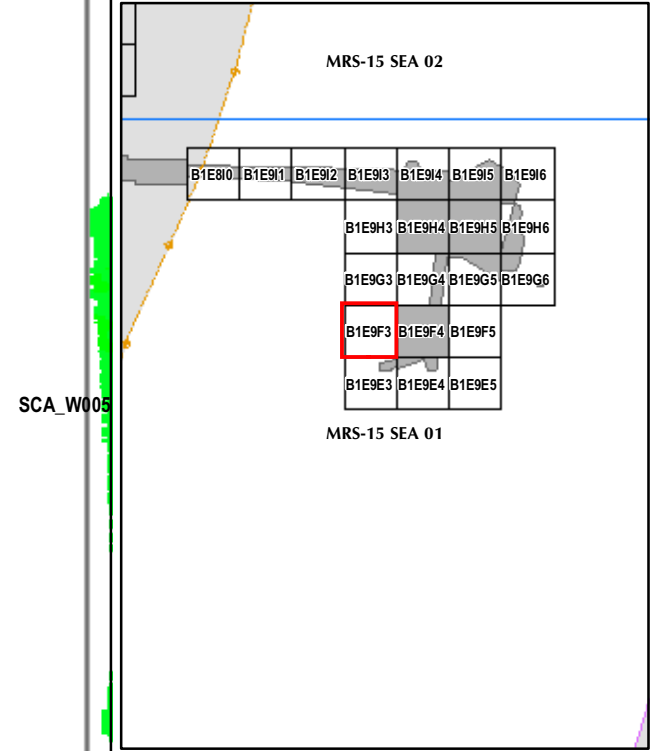 MRS-15 SEA 02
B1E8I0 B1E9I1 B1E9I2 B1E9I3 B1E9I4 B1E9I5 B1E9I6
B1E9H3 B1E9H4 B1E9H5 B1E9H6
B1E9G3 B1E9G4 B1E9G5 B1E9G6
B1E9F3 B1E9F4 B1E9F5
B1E9E3 B1E9E4 B1E9E5
SCA_W005
MRS-15 SEA 01